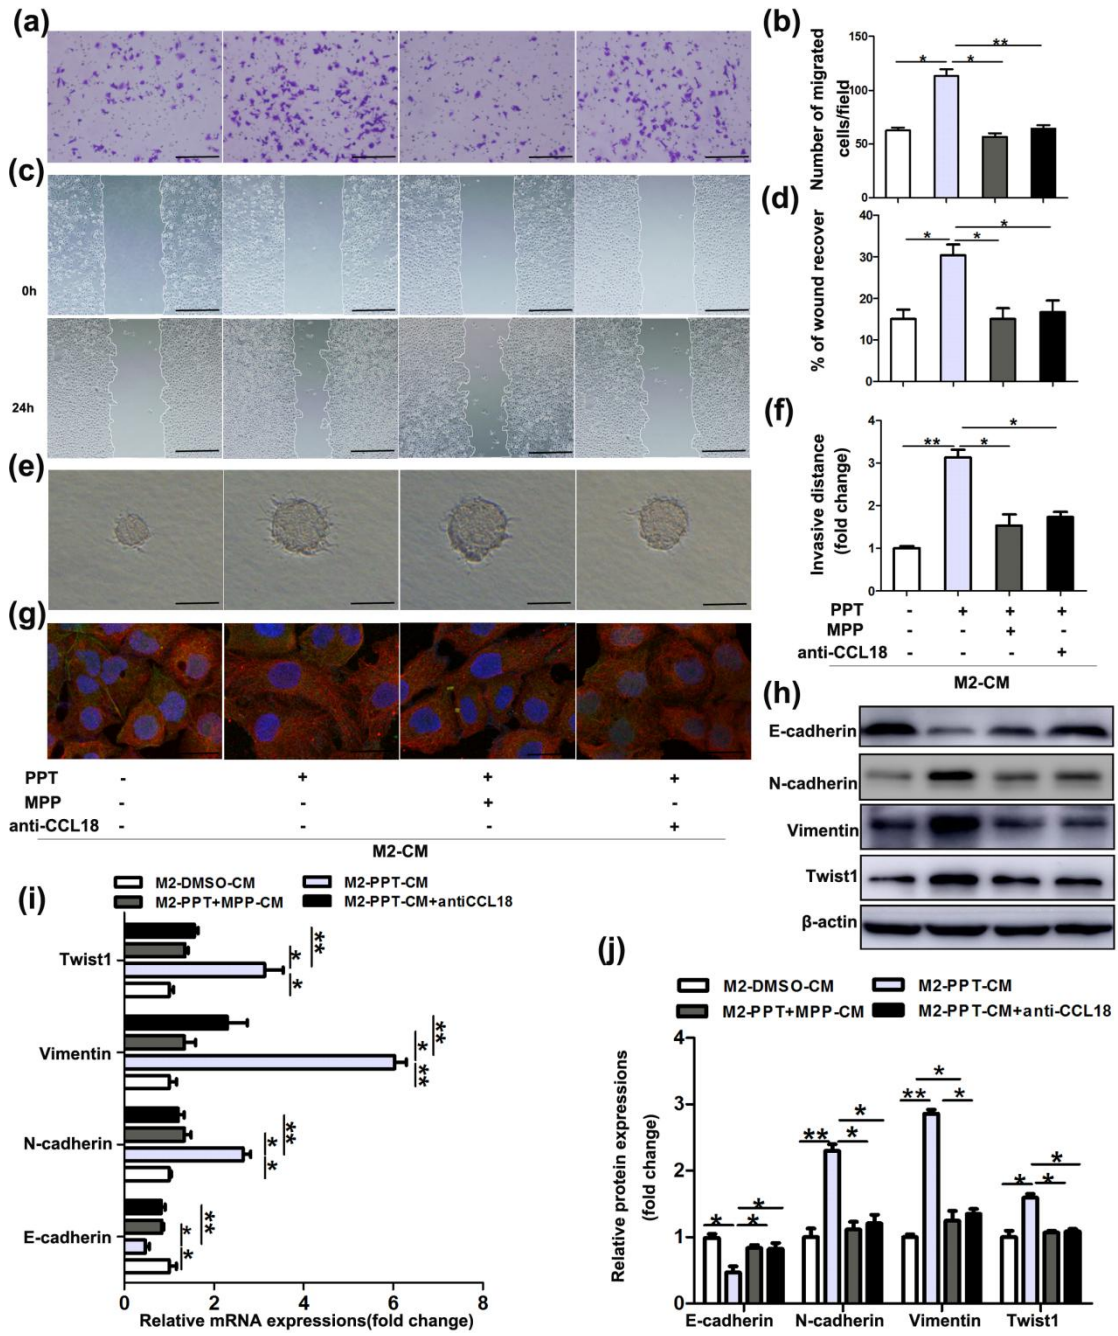 (a)
(b)
Number of migrated
cells/field
150
100
50
0
* * **
(c)
0h
24h
(d)
% of wound recover
40
30
20
10
0
* * *
(e)
(f)
Invasive distance
(fold change)
4
3
2
1
0
** * *
PPT - + + +
MPP - - + -
anti-CCL18 - - - +
M2-CM
(g)
PPT - + + +
MPP - - + -
anti-CCL18 - - - +
M2-CM
(h)
E-cadherin
N-cadherin
Vimentin
Twist1
β-actin
(i)
M2-DMSO-CM M2-PPT-CM
M2-PPT+MPP-CM M2-PPT-CM+antiCCL18
Twist1
* * **
Vimentin
** * **
N-cadherin
* * **
E-cadherin
* * **
0 2 4 6 8
Relative mRNA expressions(fold change)
(j)
M2-DMSO-CM M2-PPT-CM
M2-PPT+MPP-CM M2-PPT-CM+anti-CCL18
Relative protein expressions
(fold change)
4
3
2
1
0
* * *
** * *
** * *
* * *
E-cadherin N-cadherin Vimentin Twist1